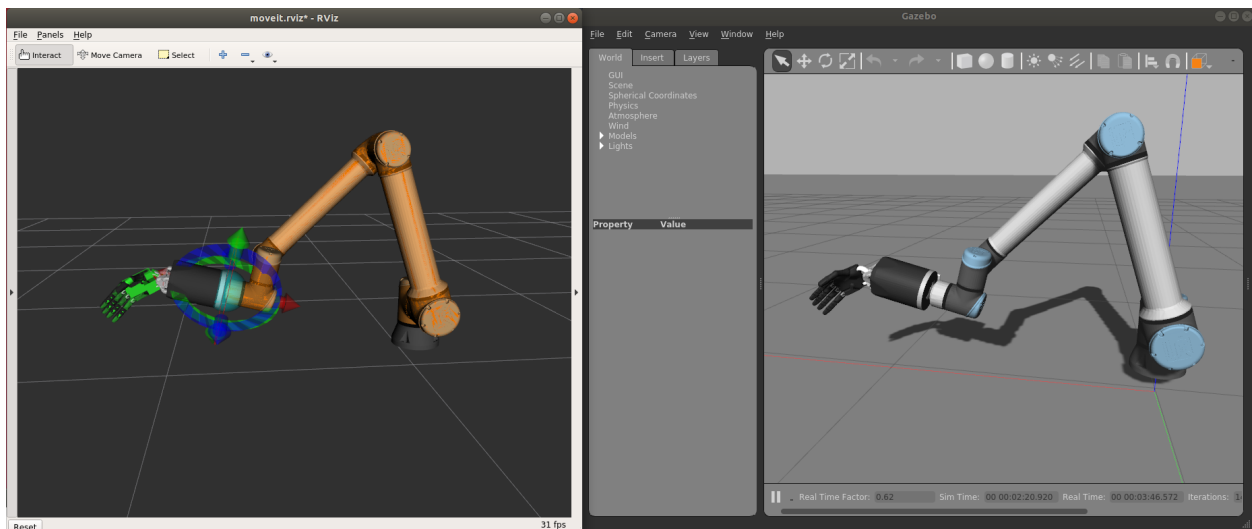 moveit.rviz* - RViz
File Panels Help
Interact Move Camera Select
Reset
31 fps
Gazebo
File Edit Camera View Window Help
World Insert Layers
GUI
Scene
Spherical Coordinates
Physics
Atmosphere
Wind
Models
Lights
Property Value
Real Time Factor: 0.62 Sim Time: 00 00:02:20.920 Real Time: 00 00:03:46.572 Iterations: